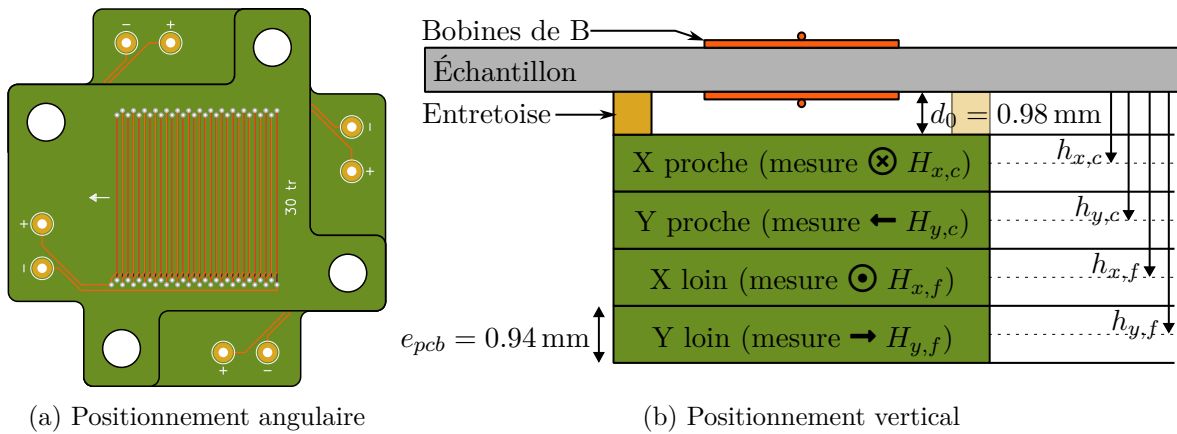 − +
−
+
+
−
30 tr
+ −
(a) Positionnement angulaire
Bobines de B
Échantillon
Entretoise
d₀ = 0.98 mm
X proche (mesure ⊗ Hx,c)
hx,c
Y proche (mesure ← Hy,c)
hy,c
X loin (mesure ⊙ Hx,f)
hx,f
Y loin (mesure → Hy,f)
hy,f
epcb = 0.94 mm
(b) Positionnement vertical